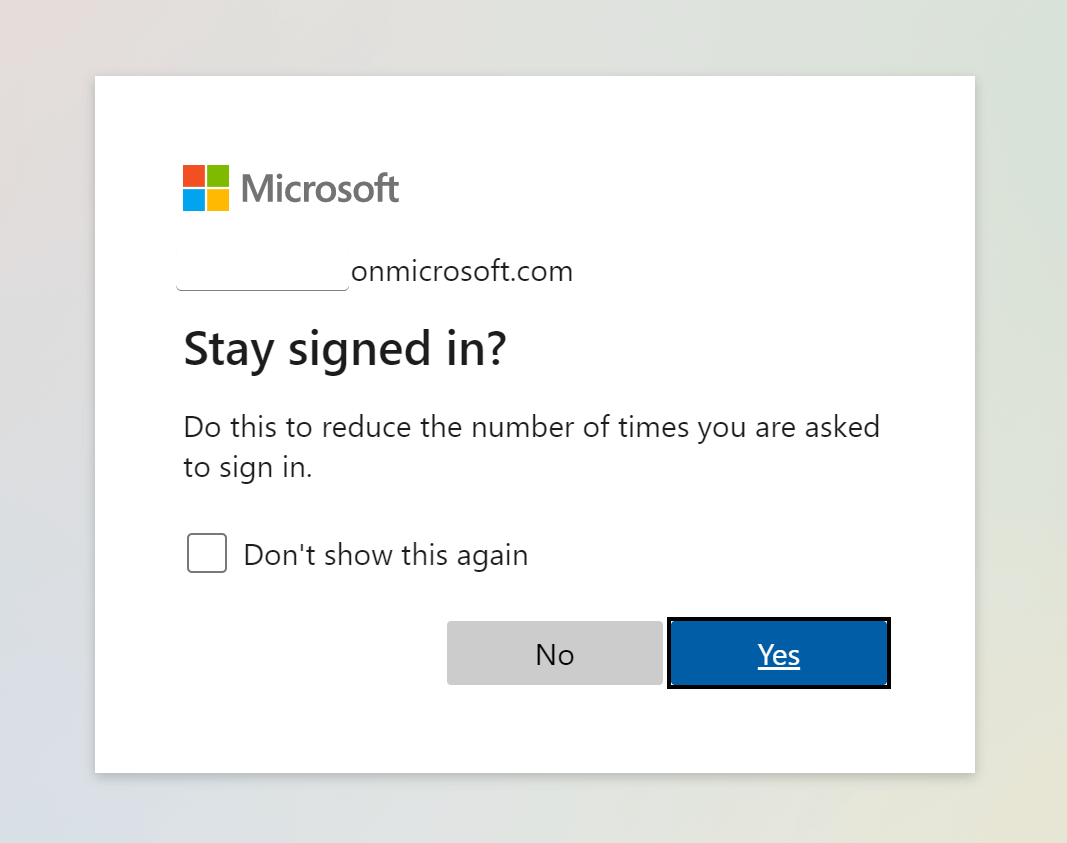 Microsoft
onmicrosoft.com
Stay signed in?
Do this to reduce the number of times you are asked
to sign in.
Don't show this again
No
Yes